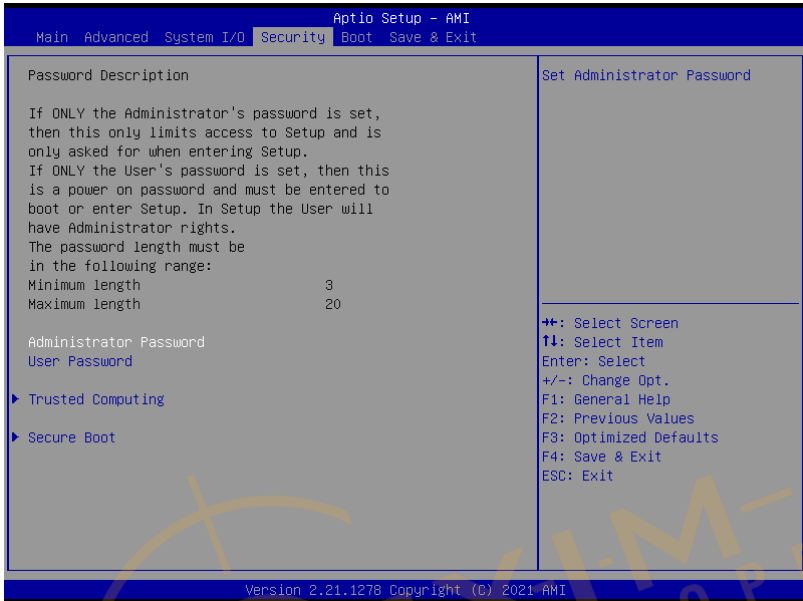 Aptio Setup – AMI
Main Advanced System I/O Security Boot Save & Exit
Password Description
If ONLY the Administrator's password is set,
then this only limits access to Setup and is
only asked for when entering Setup.
If ONLY the User's password is set, then this
is a power on password and must be entered to
boot or enter Setup. In Setup the User will
have Administrator rights.
The password length must be
in the following range:
Minimum length 3
Maximum length 20
Administrator Password
User Password
Trusted Computing
Secure Boot
Set Administrator Password
→←: Select Screen
↑↓: Select Item
Enter: Select
+/-: Change Opt.
F1: General Help
F2: Previous Values
F3: Optimized Defaults
F4: Save & Exit
ESC: Exit
Version 2.21.1278 Copyright (C) 2021 AMI